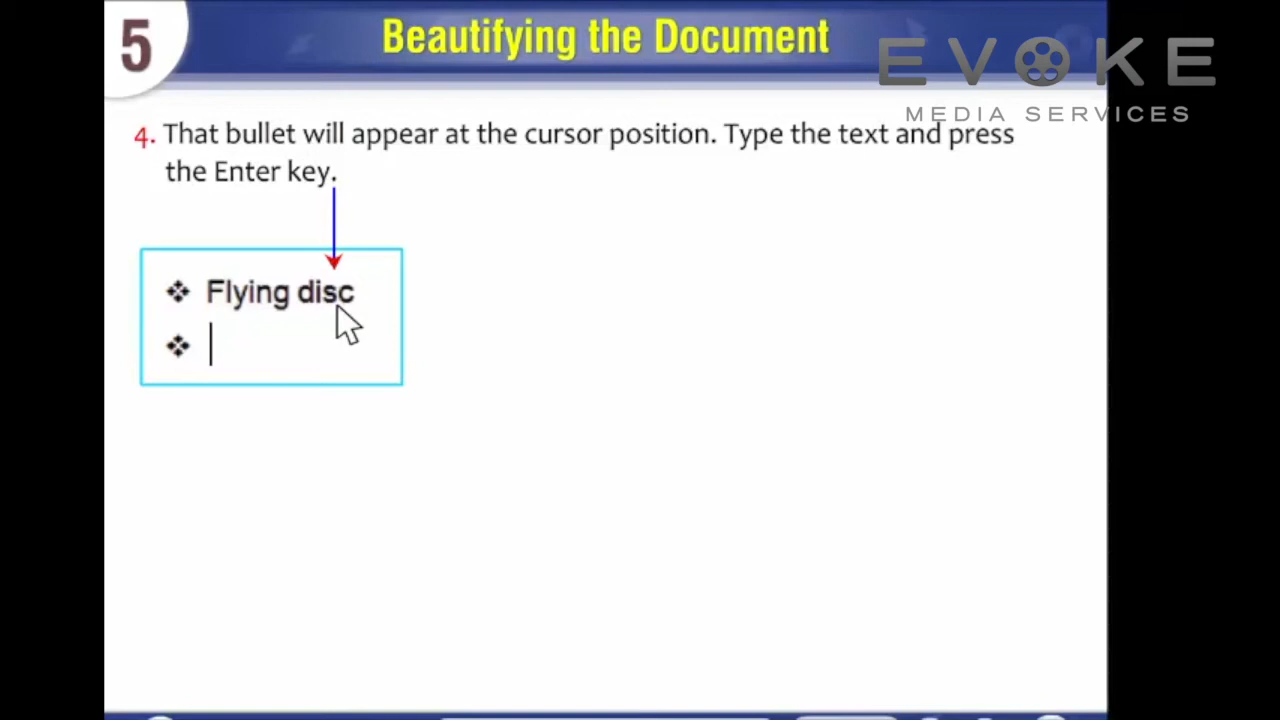 5
Beautifying the Document
EVOKE
MEDIA SERVICES
4. That bullet will appear at the cursor position. Type the text and press
the Enter key.
❖ Flying disc
❖